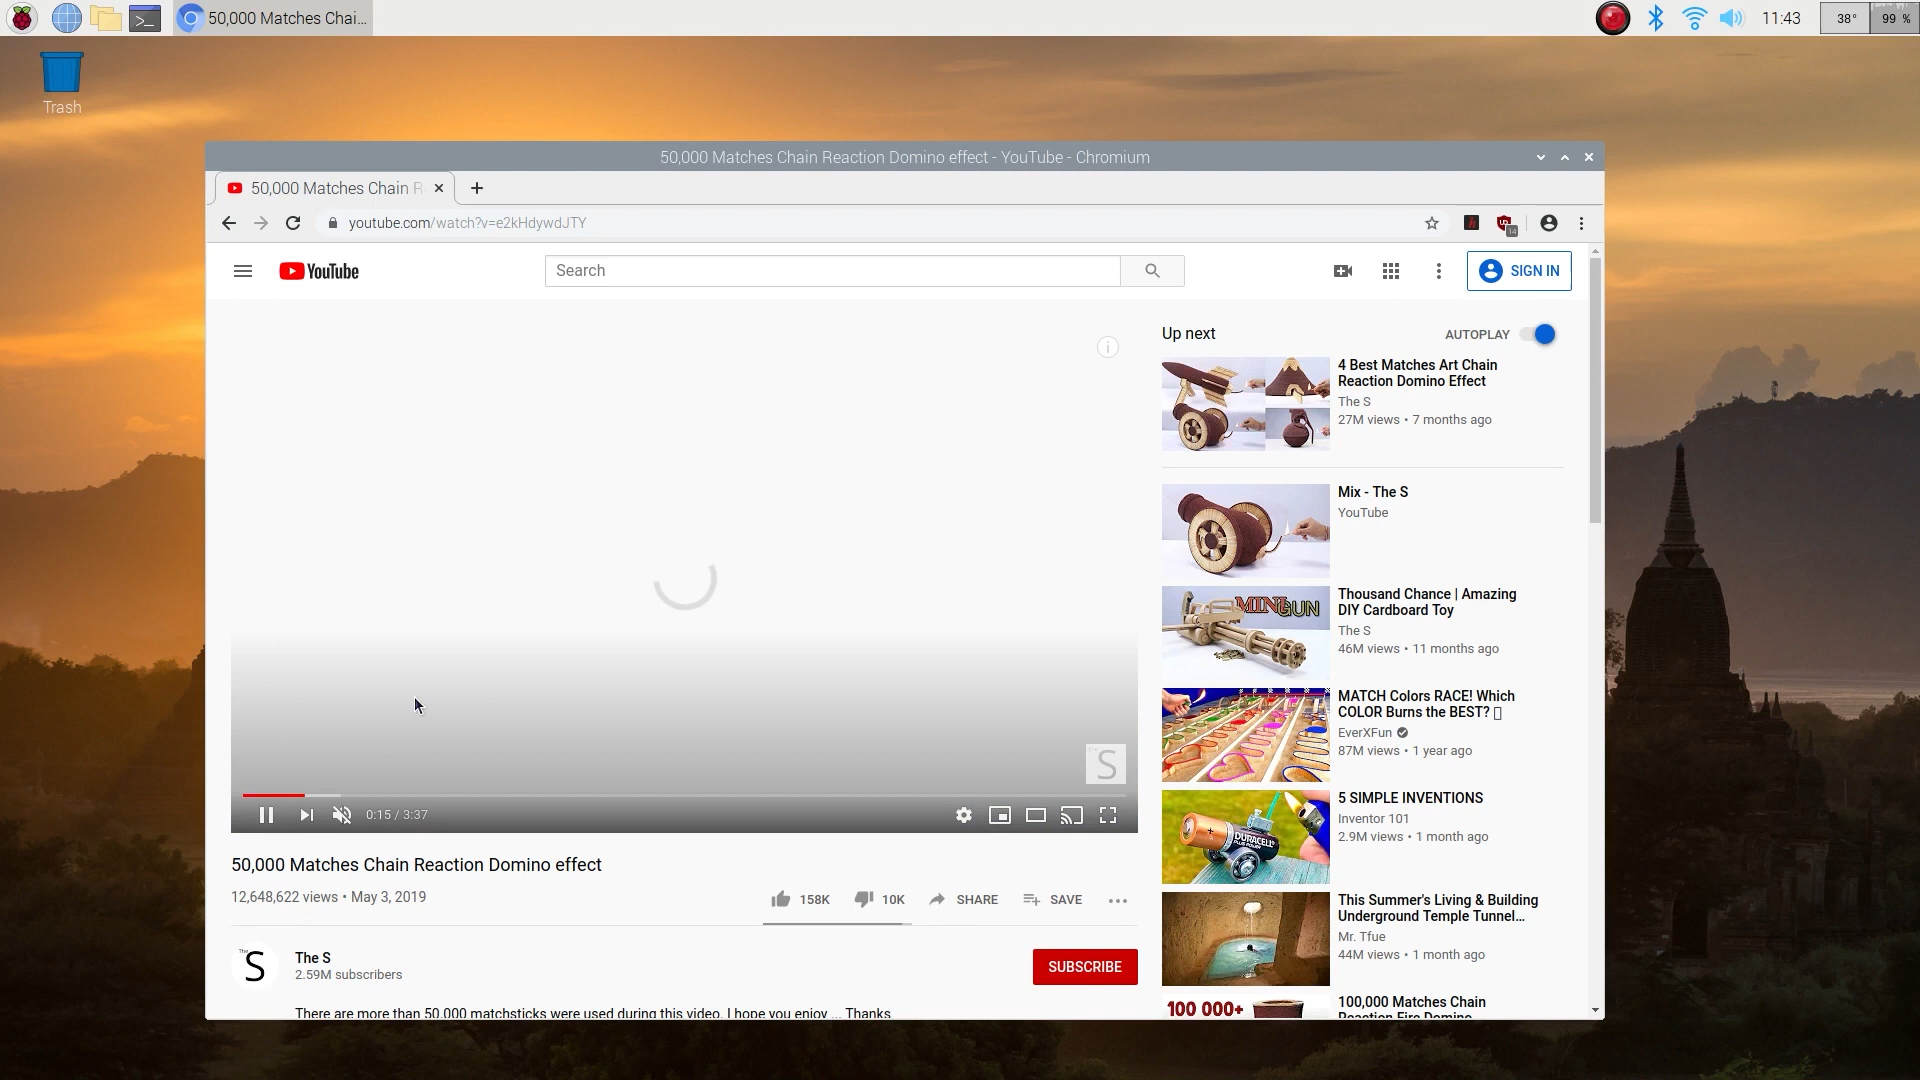 50,000 Matches Chai...
11:43
38°
99 %
Trash
50,000 Matches Chain Reaction Domino effect - YouTube - Chromium
50,000 Matches Chain R
youtube.com/watch?v=e2kHdywdJTY
14
YouTube
Search
SIGN IN
Up next
AUTOPLAY
4 Best Matches Art Chain
Reaction Domino Effect
The S
27M views • 7 months ago
Mix - The S
YouTube
MINIGUN
Thousand Chance | Amazing
DIY Cardboard Toy
The S
46M views • 11 months ago
MATCH Colors RACE! Which
COLOR Burns the BEST?
EverXFun
87M views • 1 year ago
DURACELL
5 SIMPLE INVENTIONS
Inventor 101
2.9M views • 1 month ago
This Summer's Living & Building
Underground Temple Tunnel...
Mr. Tfue
44M views • 1 month ago
100 000+
100,000 Matches Chain
Reaction Fire Domino
S
0:15 / 3:37
50,000 Matches Chain Reaction Domino effect
12,648,622 views • May 3, 2019
158K
10K
SHARE
SAVE
The S
The S
2.59M subscribers
SUBSCRIBE
There are more than 50,000 matchsticks were used during this video. I hope you enjoy ... Thanks